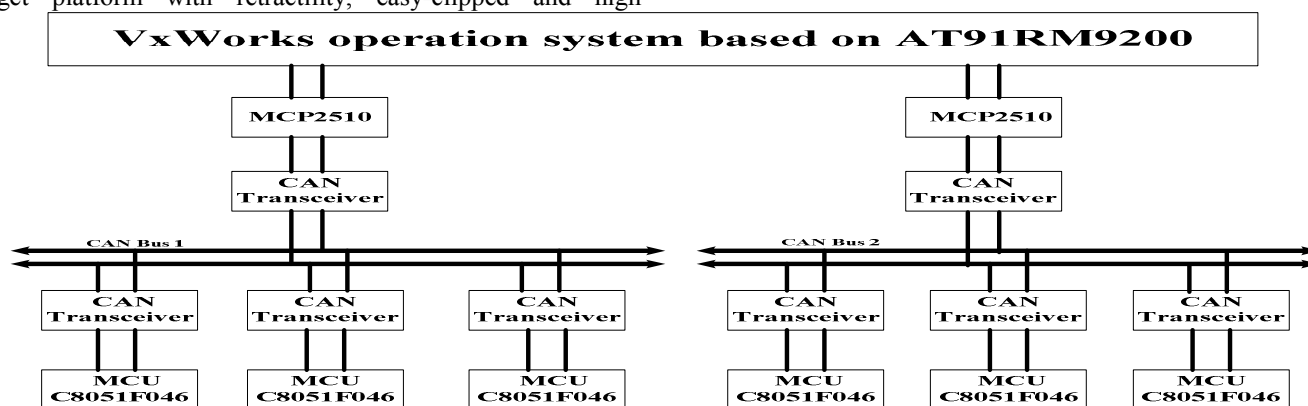 get platform with retractility, easy-clipped and high
VxWorks operation system based on AT91RM9200
MCP2510
MCP2510
CAN
Transceiver
CAN
Transceiver
CAN Bus 1
CAN Bus 2
CAN
Transceiver
CAN
Transceiver
CAN
Transceiver
CAN
Transceiver
CAN
Transceiver
CAN
Transceiver
MCU
C8051F046
MCU
C8051F046
MCU
C8051F046
MCU
C8051F046
MCU
C8051F046
MCU
C8051F046